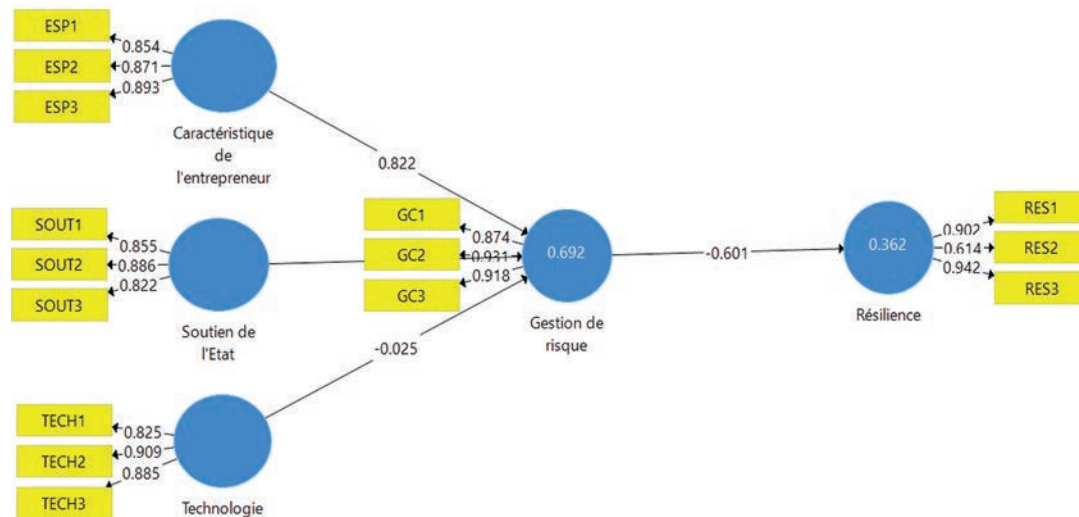 ESP1
0.854
ESP2
0.871
ESP3
0.893
Caractéristique
de
l'entrepreneur
0.822
SOUT1
0.855
SOUT2
0.886
SOUT3
0.822
Soutien de
l'Etat
GC1
0.874
GC2
0.931
GC3
0.918
0.692
Gestion de
risque
-0.601
0.362
Résilience
RES1
0.902
RES2
0.614
RES3
0.942
-0.025
TECH1
0.825
TECH2
0.909
TECH3
0.885
Technologie